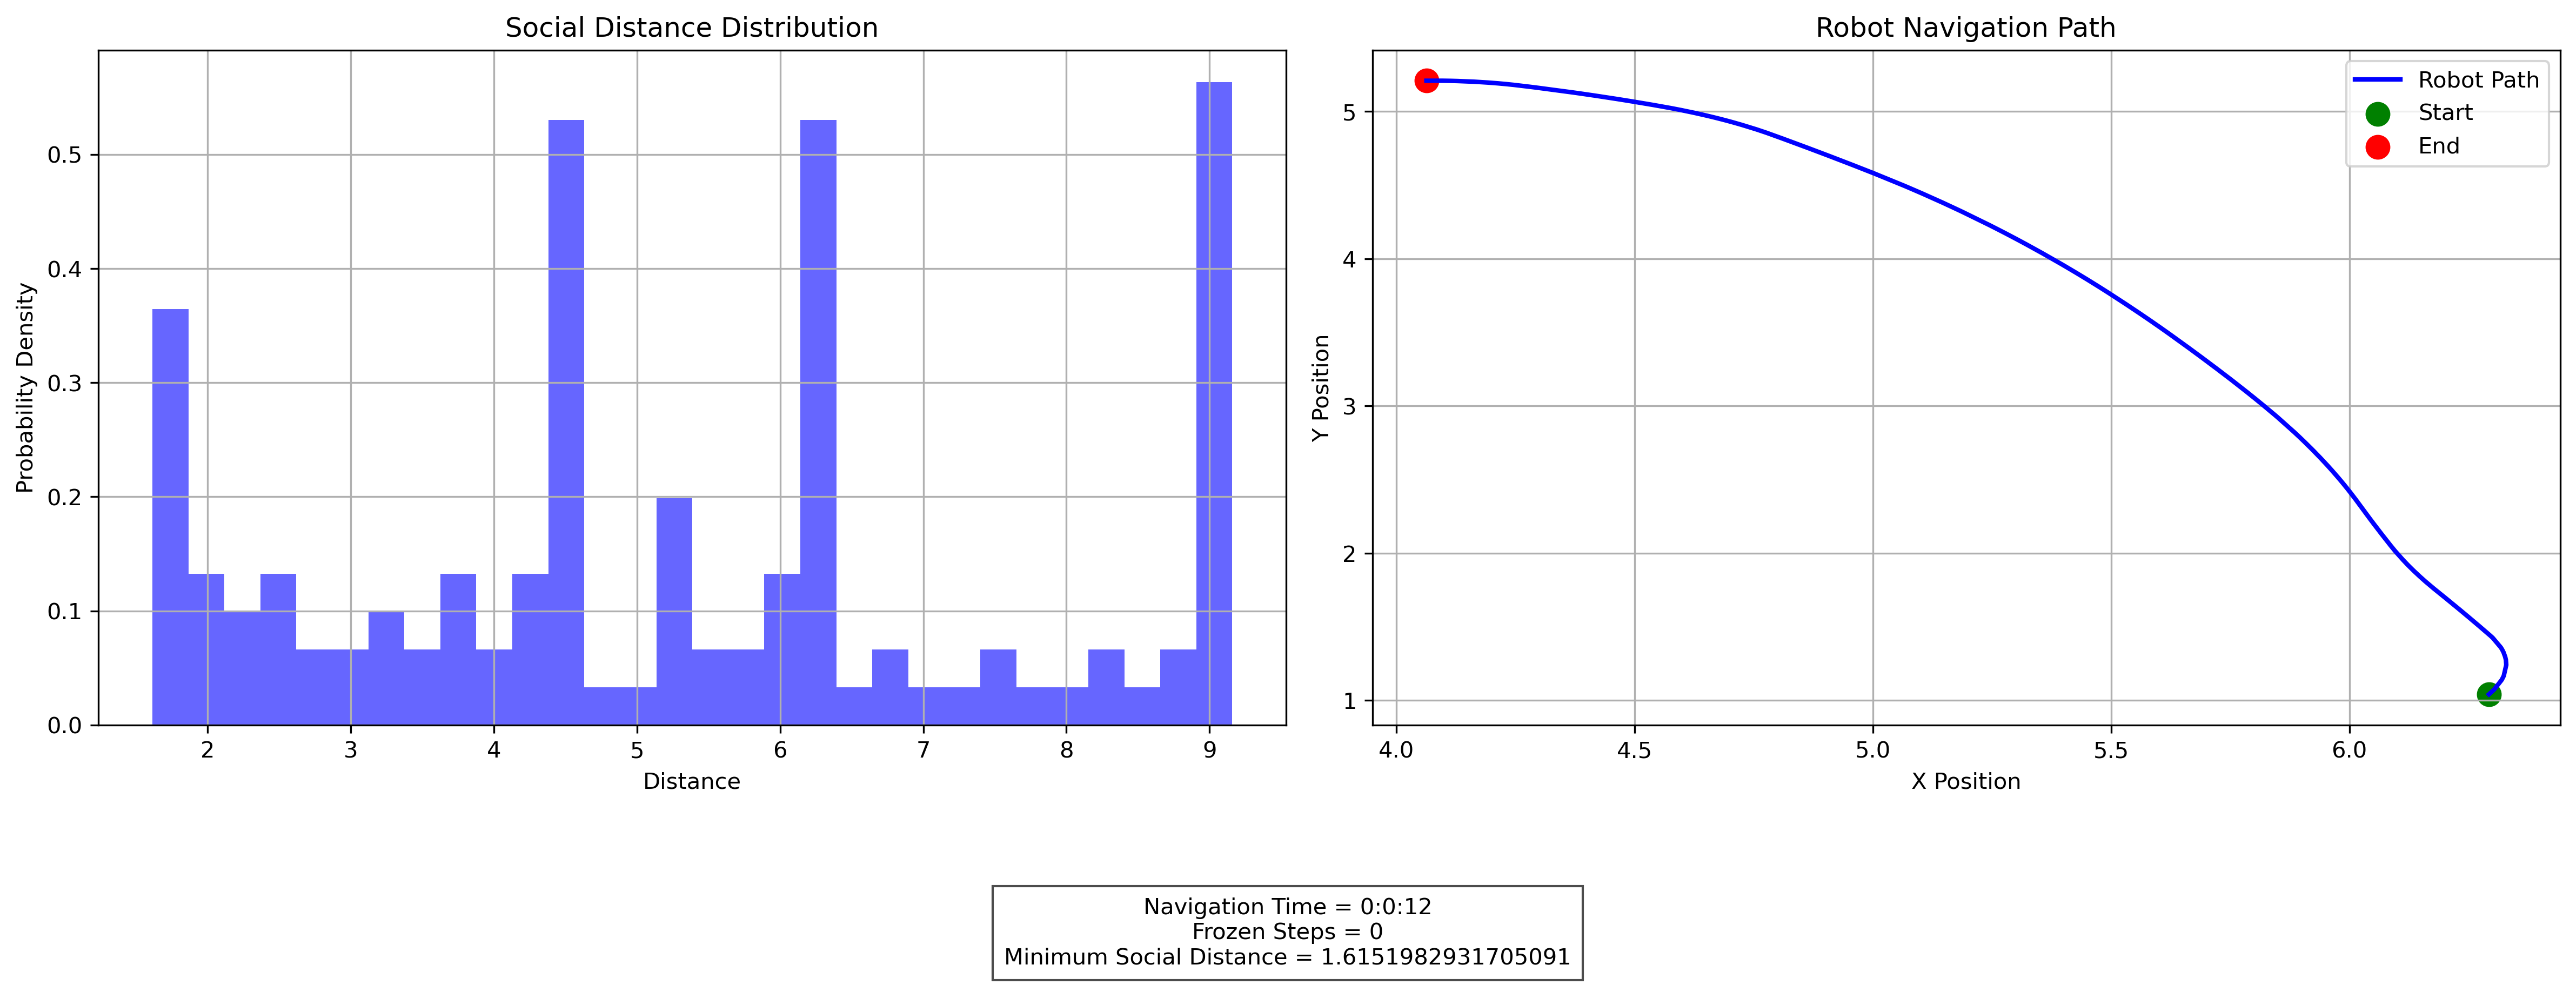 Social Distance Distribution
Probability Density
0.5
0.4
0.3
0.2
0.1
0.0
2 3 4 5 6 7 8 9
Distance
Robot Navigation Path
Y Position
5
4
3
2
1
4.0 4.5 5.0 5.5 6.0
X Position
Robot Path
Start
End
Navigation Time = 0:0:12
Frozen Steps = 0
Minimum Social Distance = 1.6151982931705091